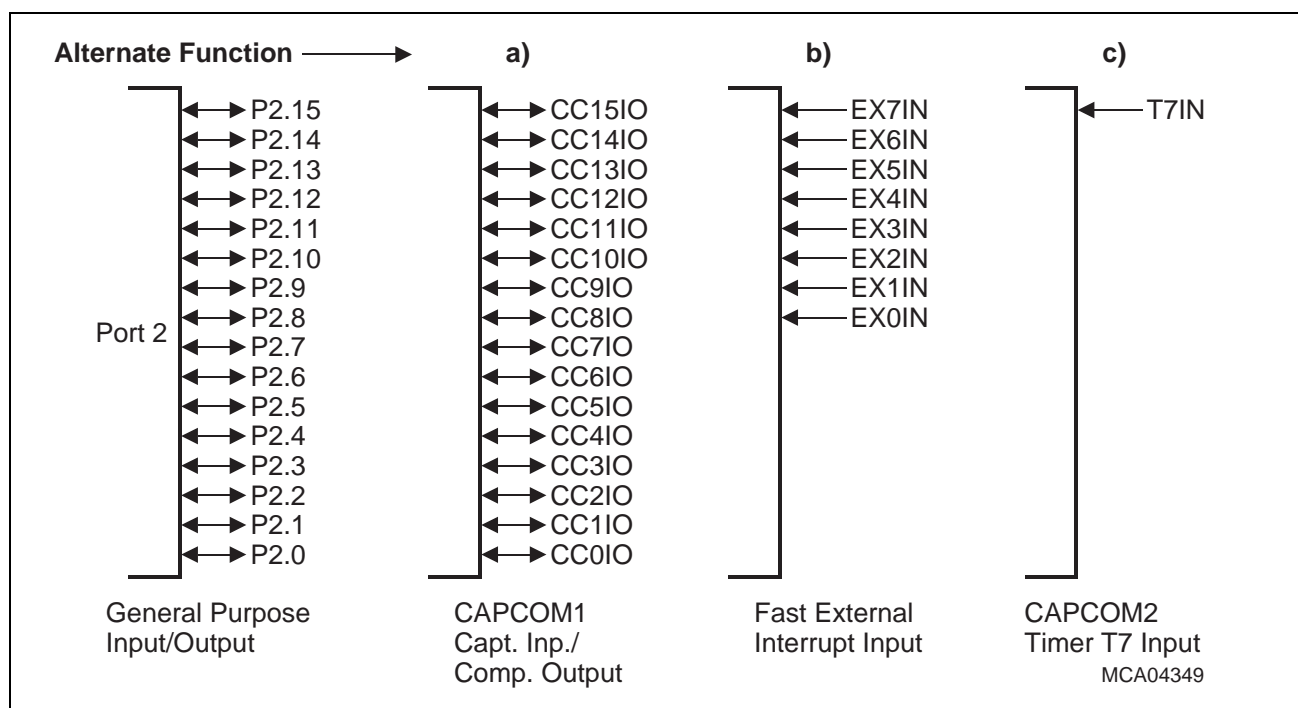 Alternate Function a) b) c)
P2.15 CC15IO EX7IN T7IN
P2.14 CC14IO EX6IN
P2.13 CC13IO EX5IN
P2.12 CC12IO EX4IN
P2.11 CC11IO EX3IN
P2.10 CC10IO EX2IN
P2.9 CC9IO EX1IN
P2.8 CC8IO EX0IN
Port 2
P2.7 CC7IO
P2.6 CC6IO
P2.5 CC5IO
P2.4 CC4IO
P2.3 CC3IO
P2.2 CC2IO
P2.1 CC1IO
P2.0 CC0IO
General Purpose CAPCOM1 Fast External CAPCOM2
Input/Output Capt. Inp./ Interrupt Input Timer T7 Input
Comp. Output MCA04349